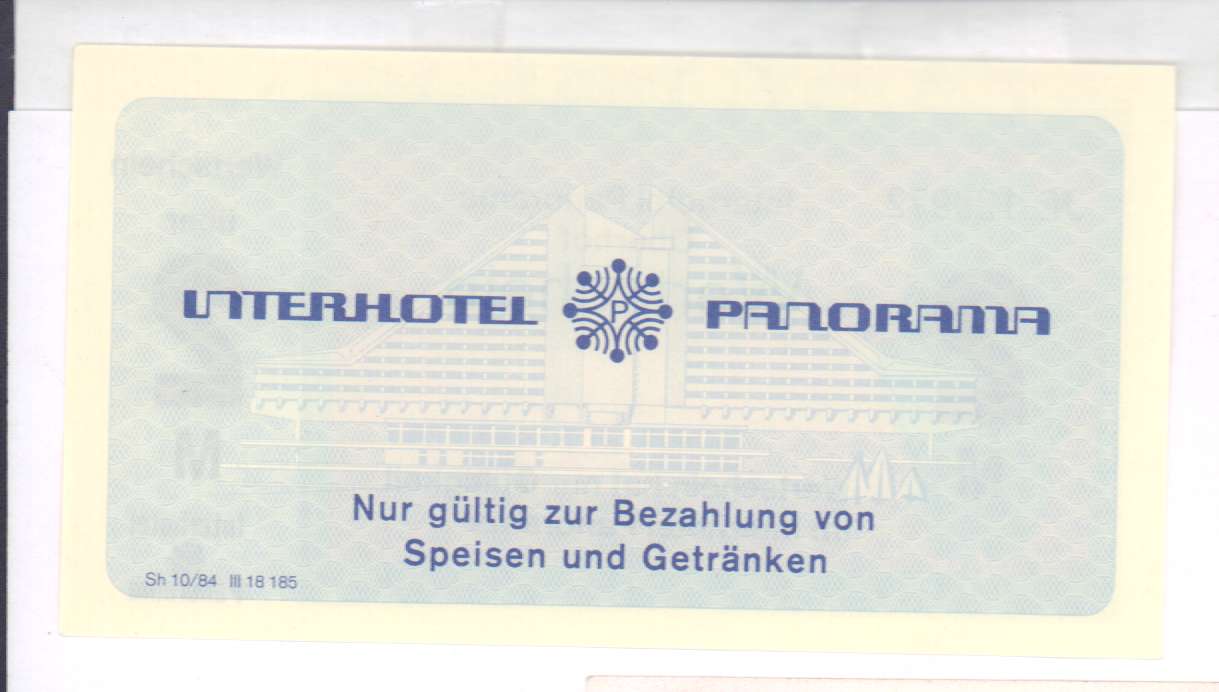 INTERHOTEL P PANORAMA
Nur gültig zur Bezahlung von
Speisen und Getränken
Sh 10/84 III 18 185